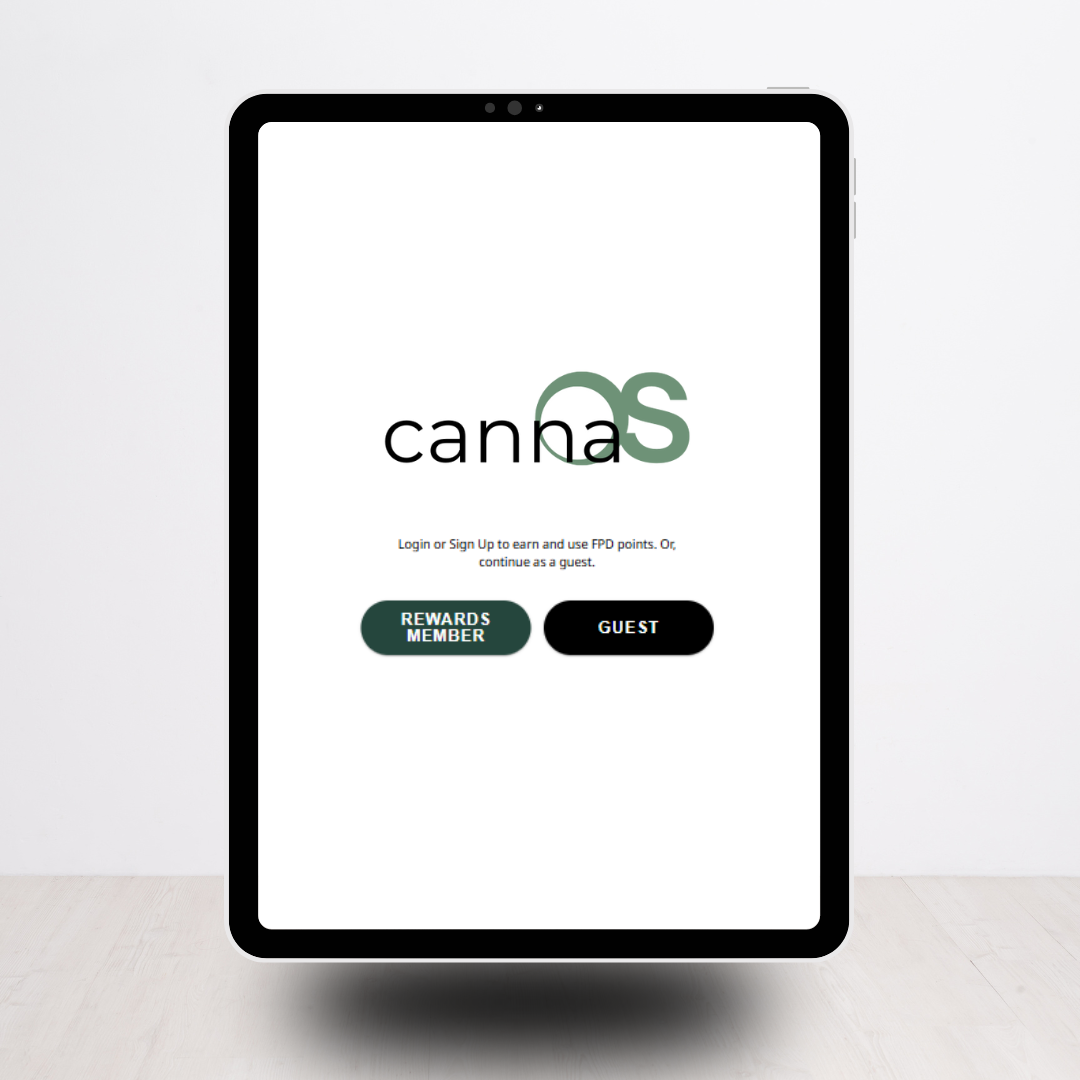 cannaOS
Login or Sign Up to earn and use FPD points. Or,
continue as a guest.
REWARDS
MEMBER
GUEST